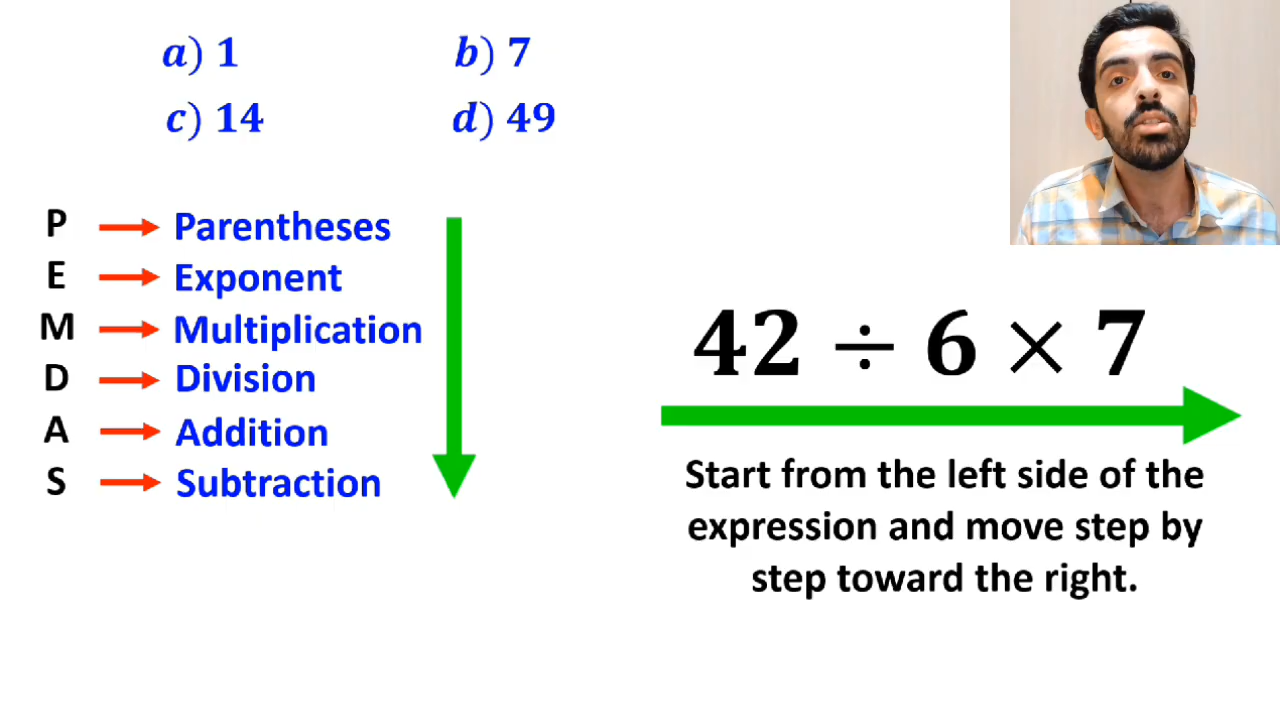 a) 1 b) 7
c) 14 d) 49
P → Parentheses
E → Exponent
M → Multiplication
D → Division
A → Addition
S → Subtraction
42 ÷ 6 × 7
Start from the left side of the
expression and move step by
step toward the right.